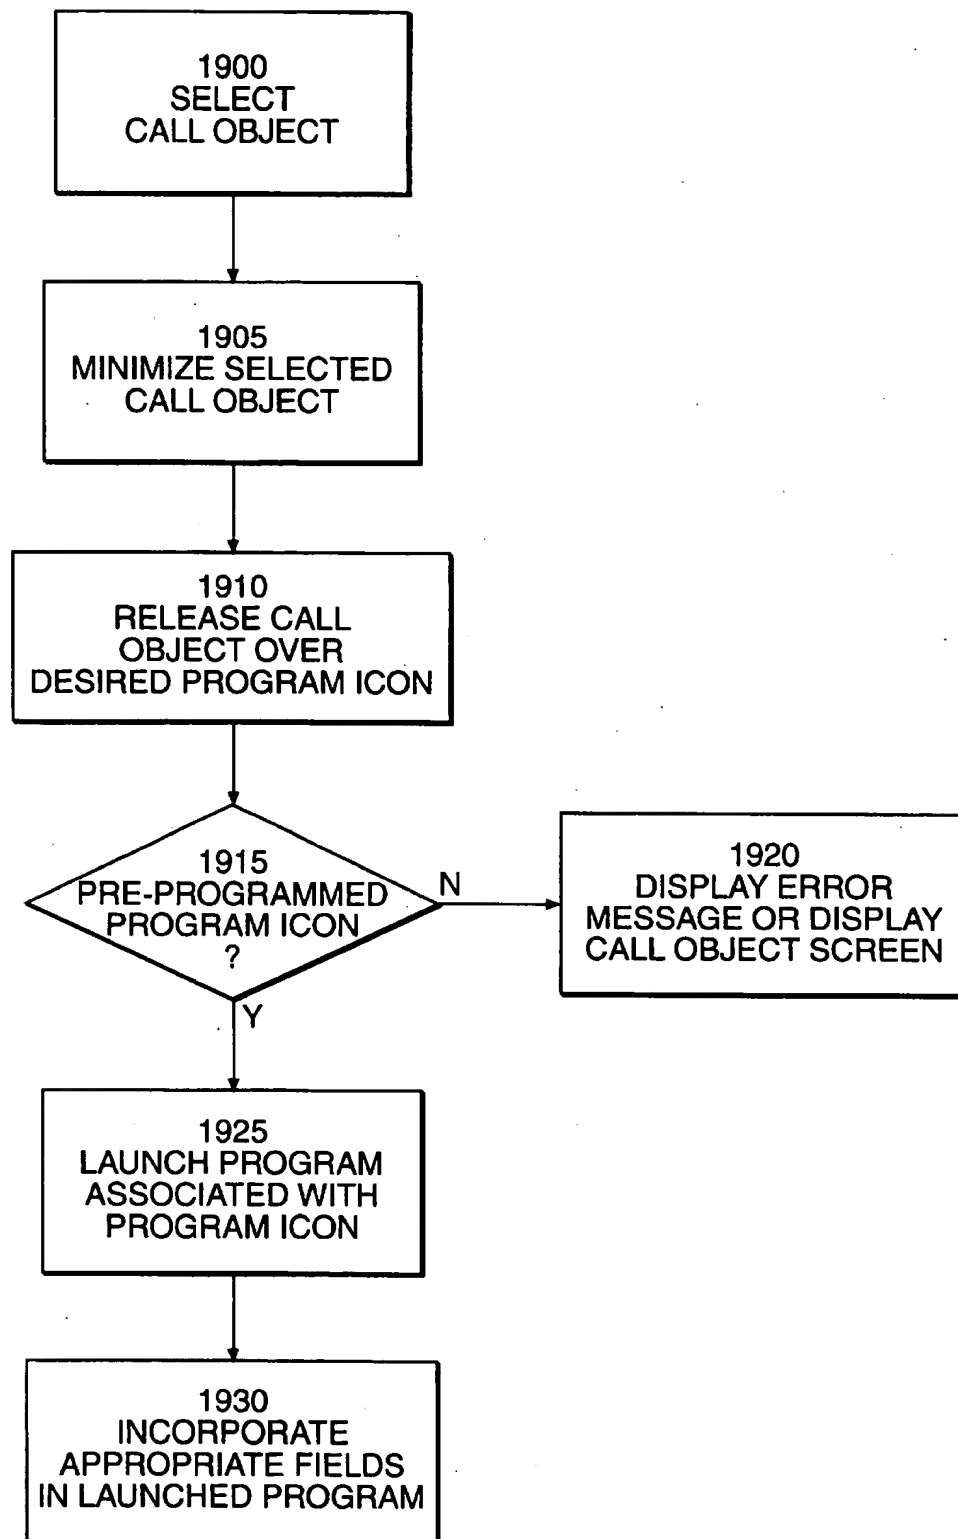 1900
SELECT
CALL OBJECT
1905
MINIMIZE SELECTED
CALL OBJECT
1910
RELEASE CALL
OBJECT OVER
DESIRED PROGRAM ICON
1915
PRE-PROGRAMMED
PROGRAM ICON
?
N
1920
DISPLAY ERROR
MESSAGE OR DISPLAY
CALL OBJECT SCREEN
Y
1925
LAUNCH PROGRAM
ASSOCIATED WITH
PROGRAM ICON
1930
INCORPORATE
APPROPRIATE FIELDS
IN LAUNCHED PROGRAM